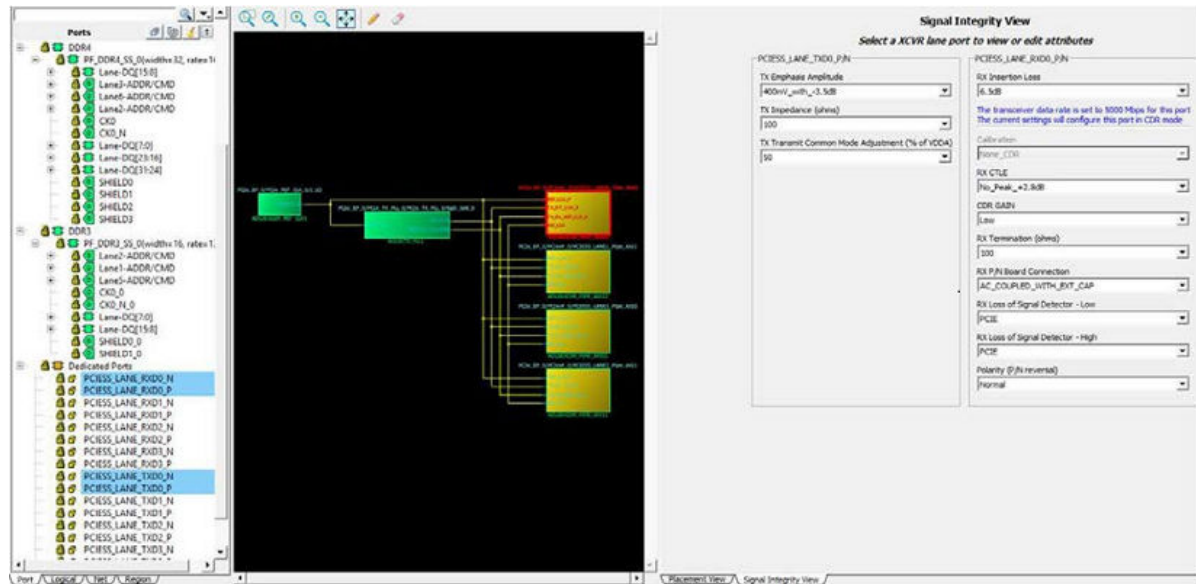 Ports
DDR4
PF_DDR4_SS_0(width=32, rate=1
Lane-DQ[15:8]
Lane3-ADDR/CMD
Lane6-ADDR/CMD
Lane2-ADDR/CMD
CK0
CK0_N
Lane-DQ[7:0]
Lane-DQ[23:16]
Lane-DQ[31:24]
SHIELD0
SHIELD1
SHIELD2
SHIELD3
DDR3
PF_DDR3_SS_0(width=16, rate=1.
Lane2-ADDR/CMD
Lane1-ADDR/CMD
Lane5-ADDR/CMD
CK0_0
CK0_N_0
Lane-DQ[7:0]
Lane-DQ[15:8]
SHIELD0_0
SHIELD1_0
Dedicated Ports
PCIESS_LANE_RXD0_N
PCIESS_LANE_RXD0_P
PCIESS_LANE_RXD1_N
PCIESS_LANE_RXD1_P
PCIESS_LANE_RXD2_N
PCIESS_LANE_RXD2_P
PCIESS_LANE_RXD3_N
PCIESS_LANE_RXD3_P
PCIESS_LANE_TXD0_N
PCIESS_LANE_TXD0_P
PCIESS_LANE_TXD1_N
PCIESS_LANE_TXD1_P
PCIESS_LANE_TXD2_N
PCIESS_LANE_TXD2_P
PCIESS_LANE_TXD3_N
Port Logical Net Region
Signal Integrity View
Select a XCVR lane port to view or edit attributes
PCIESS_LANE_TXD0_P/N
TX Emphasis Amplitude
400mV_with_-3.5dB
TX Impedance (ohms)
100
TX Transmit Common Mode Adjustment (% of VDDA)
50
PCIESS_LANE_RXD0_P/N
RX Insertion Loss
6.5dB
The transceiver data rate is set to 5000 Mbps for this port
The current settings will configure this port in CDR mode
Calibration
None_CDR
RX CTLE
No_Peak_+2.8dB
CDR GAIN
Low
RX Termination (ohms)
100
RX P/N Board Connection
AC_COUPLED_WITH_EXT_CAP
RX Loss of Signal Detector - Low
PCIE
RX Loss of Signal Detector - High
PCIE
Polarity (P/N reversal)
Normal
Placement View Signal Integrity View